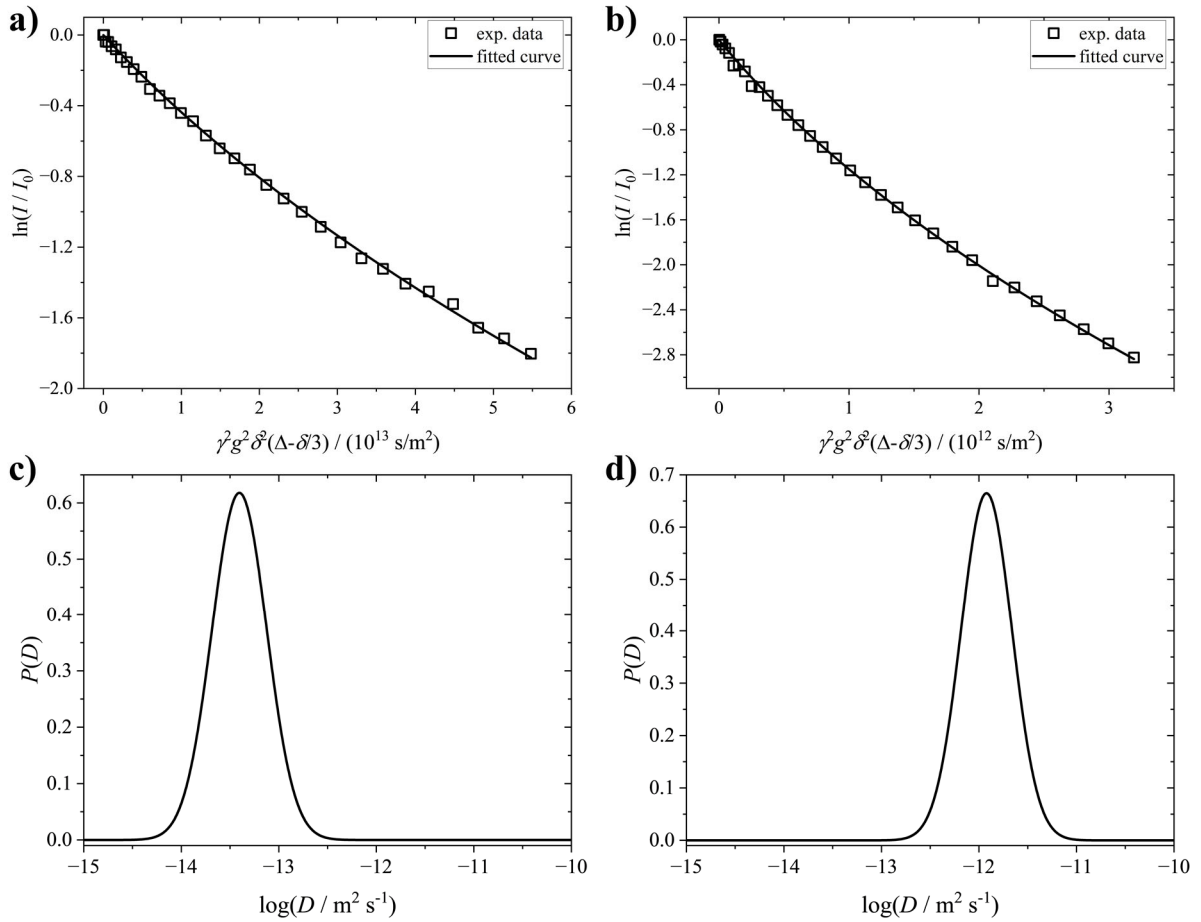 a)
exp. data
fitted curve
0.0
−0.4
−0.8
−1.2
−1.6
−2.0
ln(I / I₀)
0 1 2 3 4 5 6
γ²g²δ²(Δ-δ/3) / (10¹³ s/m²)
b)
exp. data
fitted curve
0.0
−0.4
−0.8
−1.2
−1.6
−2.0
−2.4
−2.8
ln(I / I₀)
0 1 2 3
γ²g²δ²(Δ-δ/3) / (10¹² s/m²)
c)
0.6
0.5
0.4
0.3
0.2
0.1
0.0
P(D)
−15 −14 −13 −12 −11 −10
log(D / m² s⁻¹)
d)
0.7
0.6
0.5
0.4
0.3
0.2
0.1
0.0
P(D)
−15 −14 −13 −12 −11 −10
log(D / m² s⁻¹)